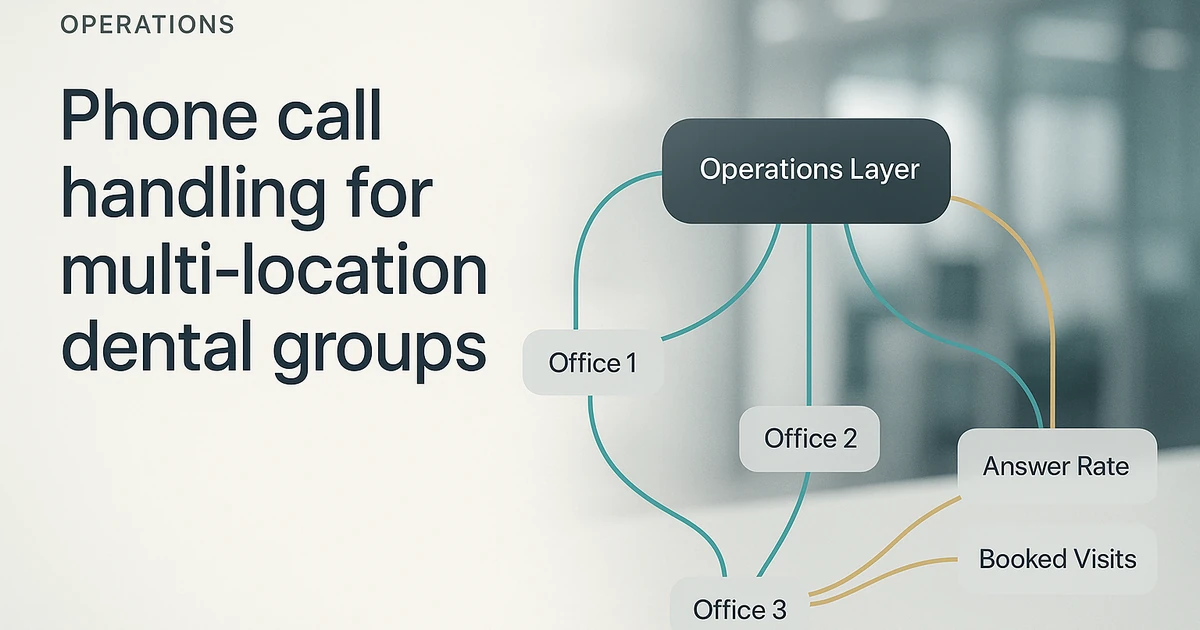 OPERATIONS
Phone call
handling for
multi-location
dental groups
Operations Layer
Office 1
Office 2
Answer Rate
Booked Visits
Office 3